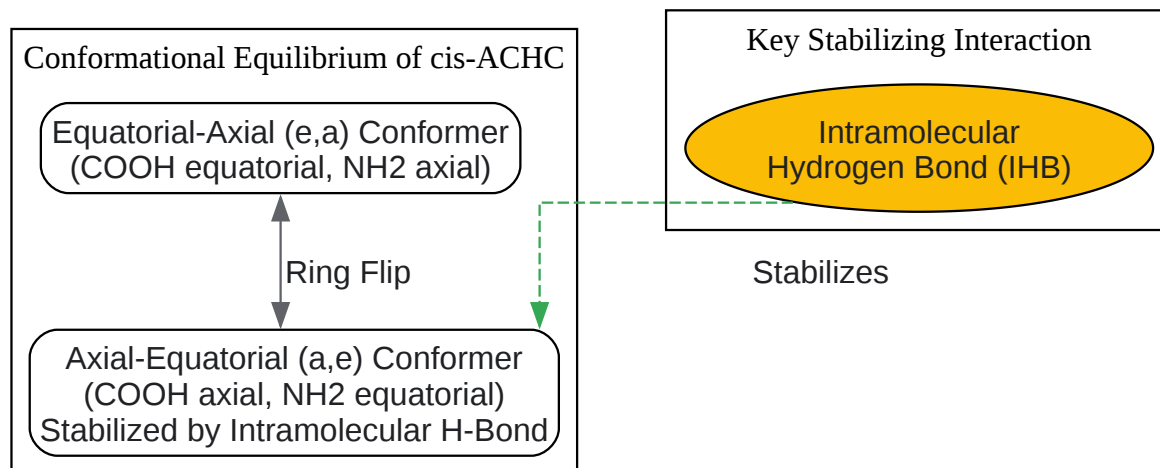 Conformational Equilibrium of cis-ACHC
Equatorial-Axial (e,a) Conformer
(COOH equatorial, NH2 axial)
Ring Flip
Axial-Equatorial (a,e) Conformer
(COOH axial, NH2 equatorial)
Stabilized by Intramolecular H-Bond
Key Stabilizing Interaction
Intramolecular
Hydrogen Bond (IHB)
Stabilizes